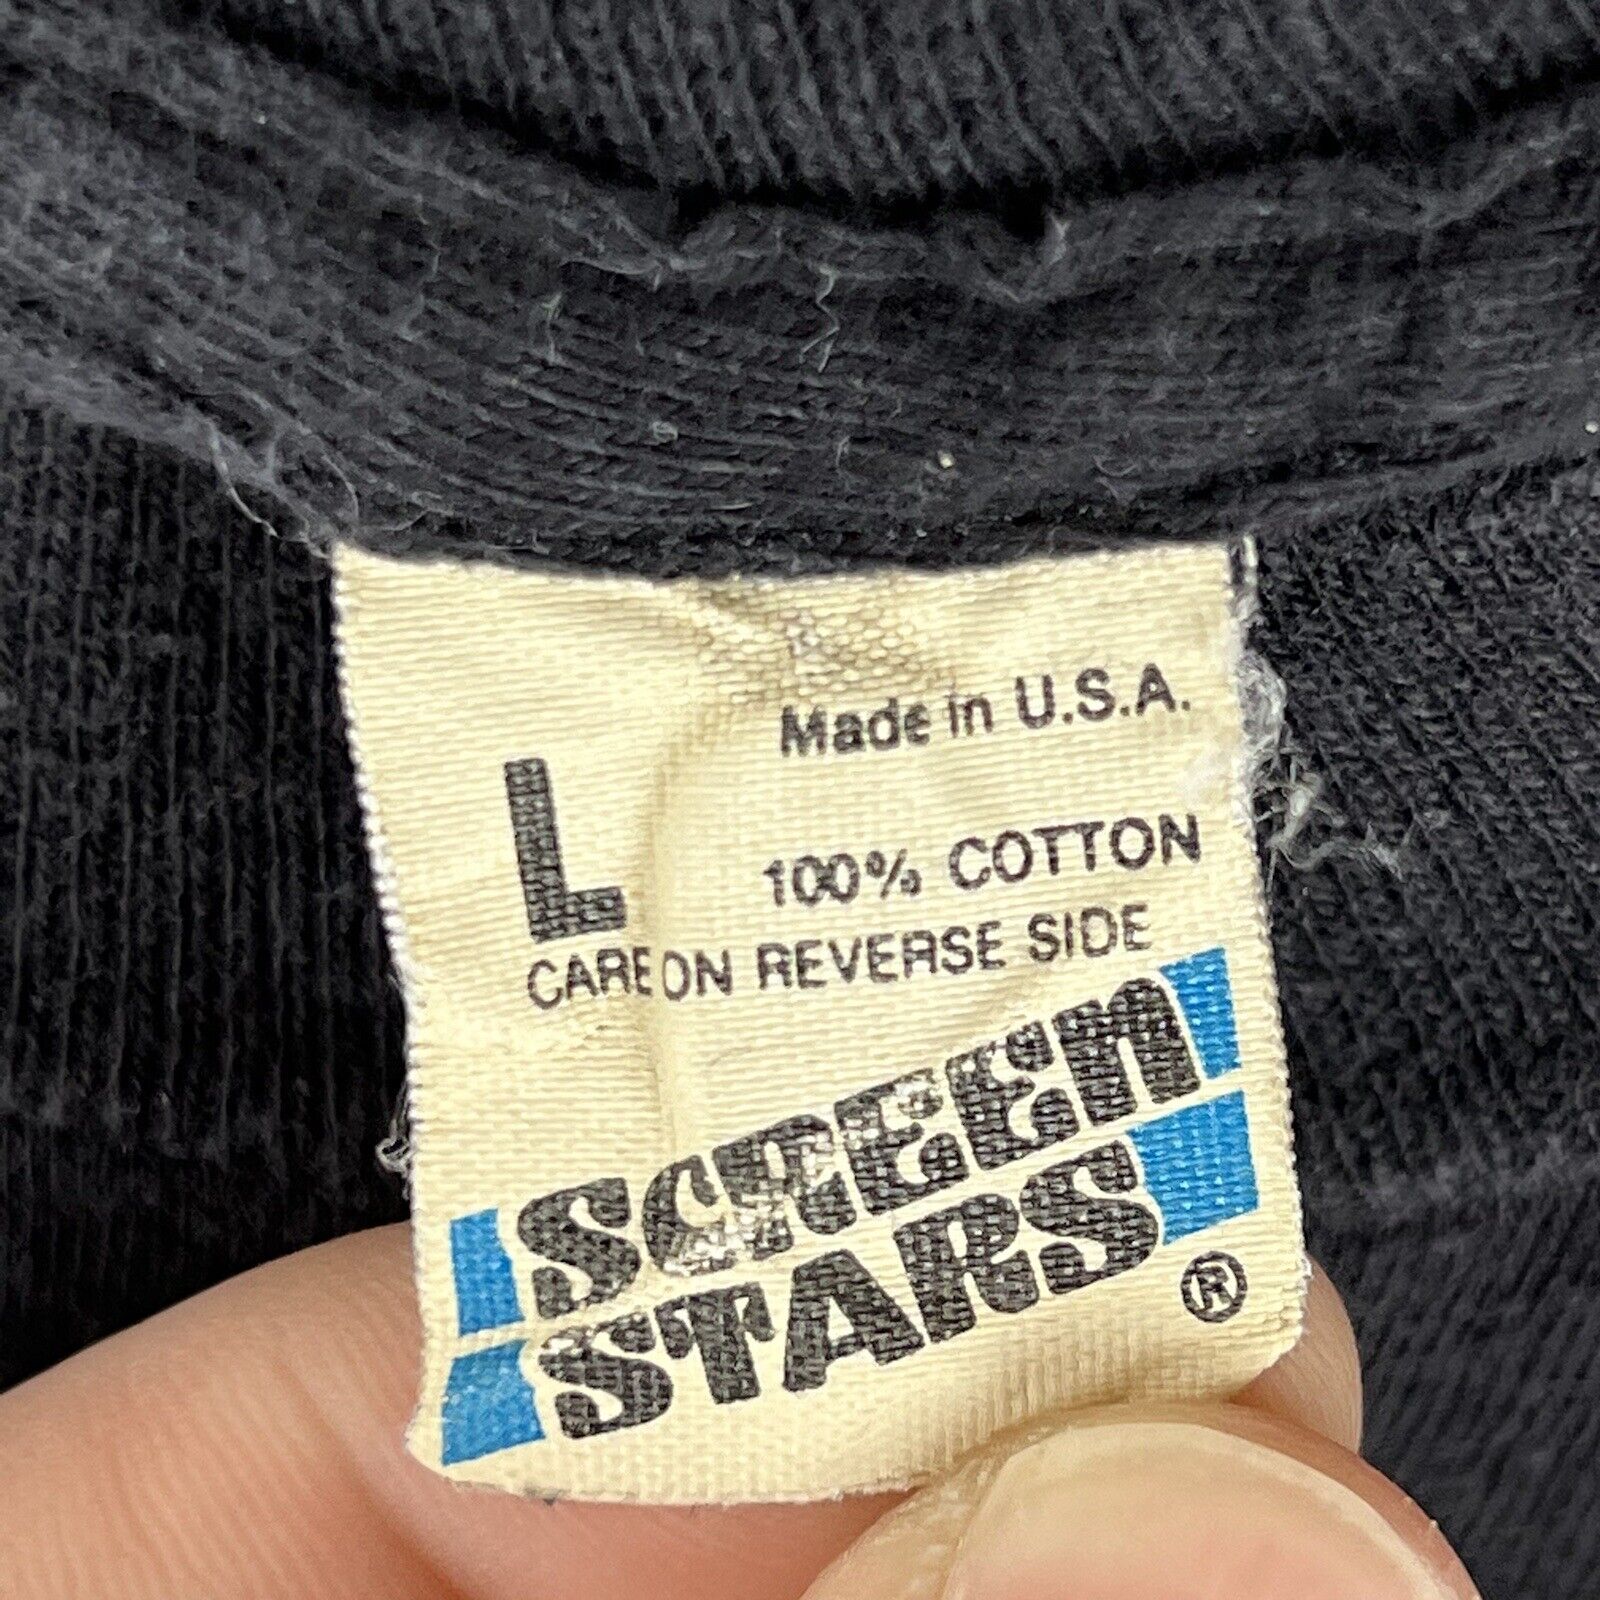 Made in U.S.A.
L
100% COTTON
CARE ON REVERSE SIDE
SCREEN
STARS ®